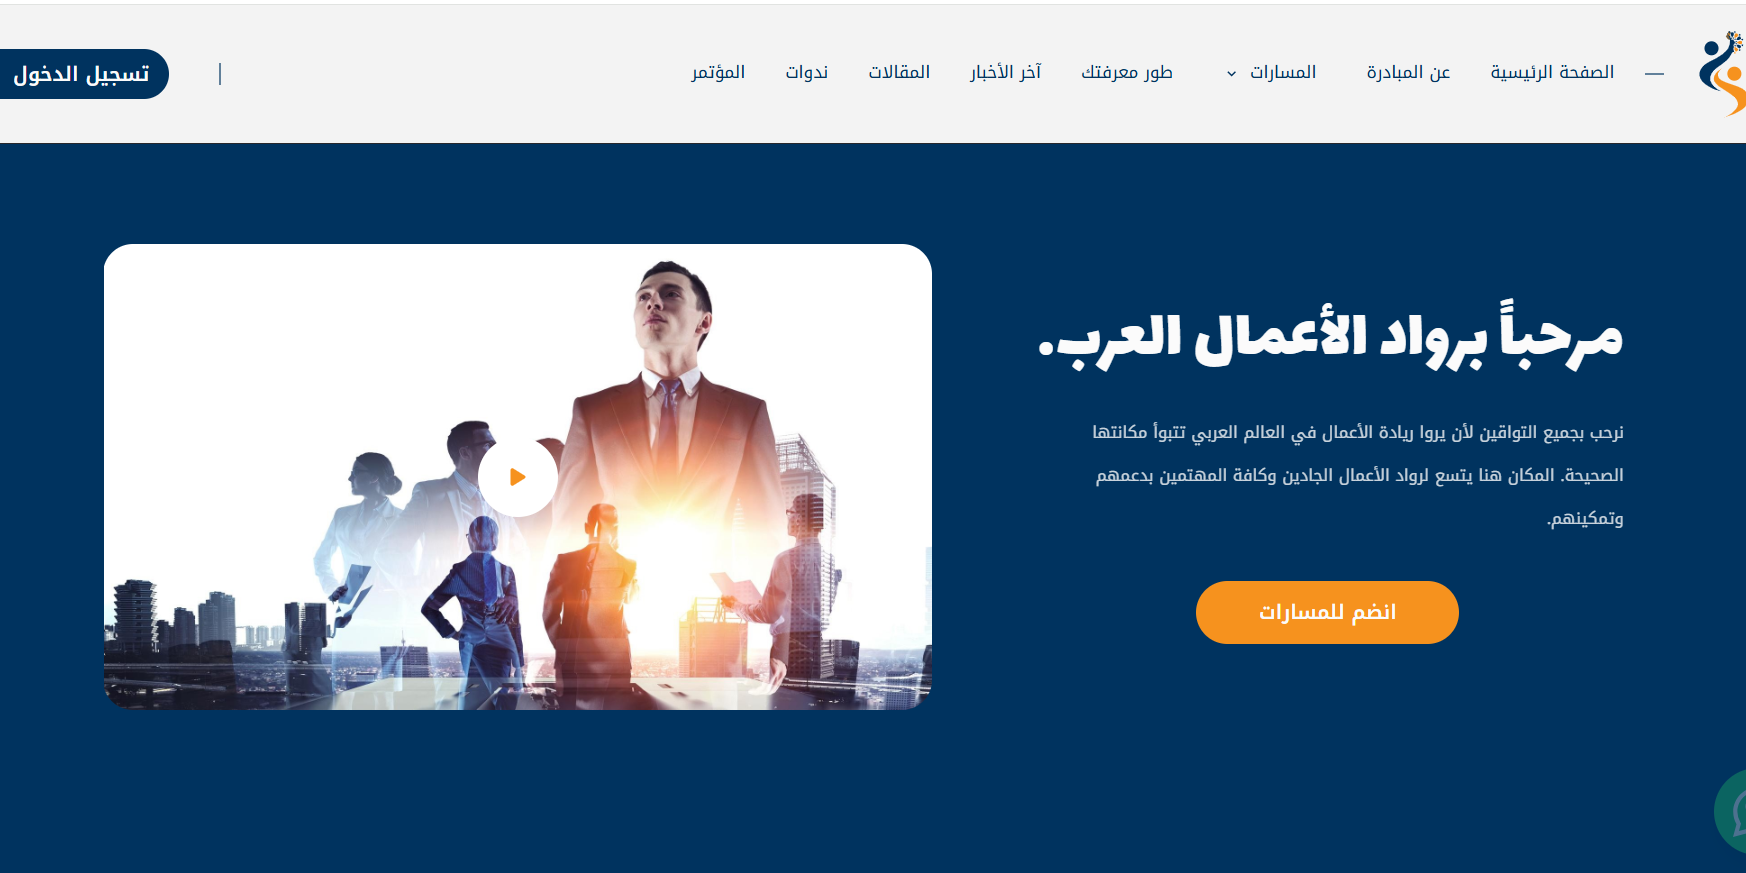 الصفحة الرئيسية
عن المبادرة
المسارات
طور معرفتك
آخر الأخبار
المقالات
ندوات
المؤتمر
تسجيل الدخول
مرحباً برواد الأعمال العرب.
نرحب بجميع التواقين لأن يروا ريادة الأعمال في العالم العربي تتبوأ مكانتها
الصحيحة. المكان هنا يتسع لرواد الأعمال الجادين وكافة المهتمين بدعمهم
وتمكينهم.
انضم للمسارات